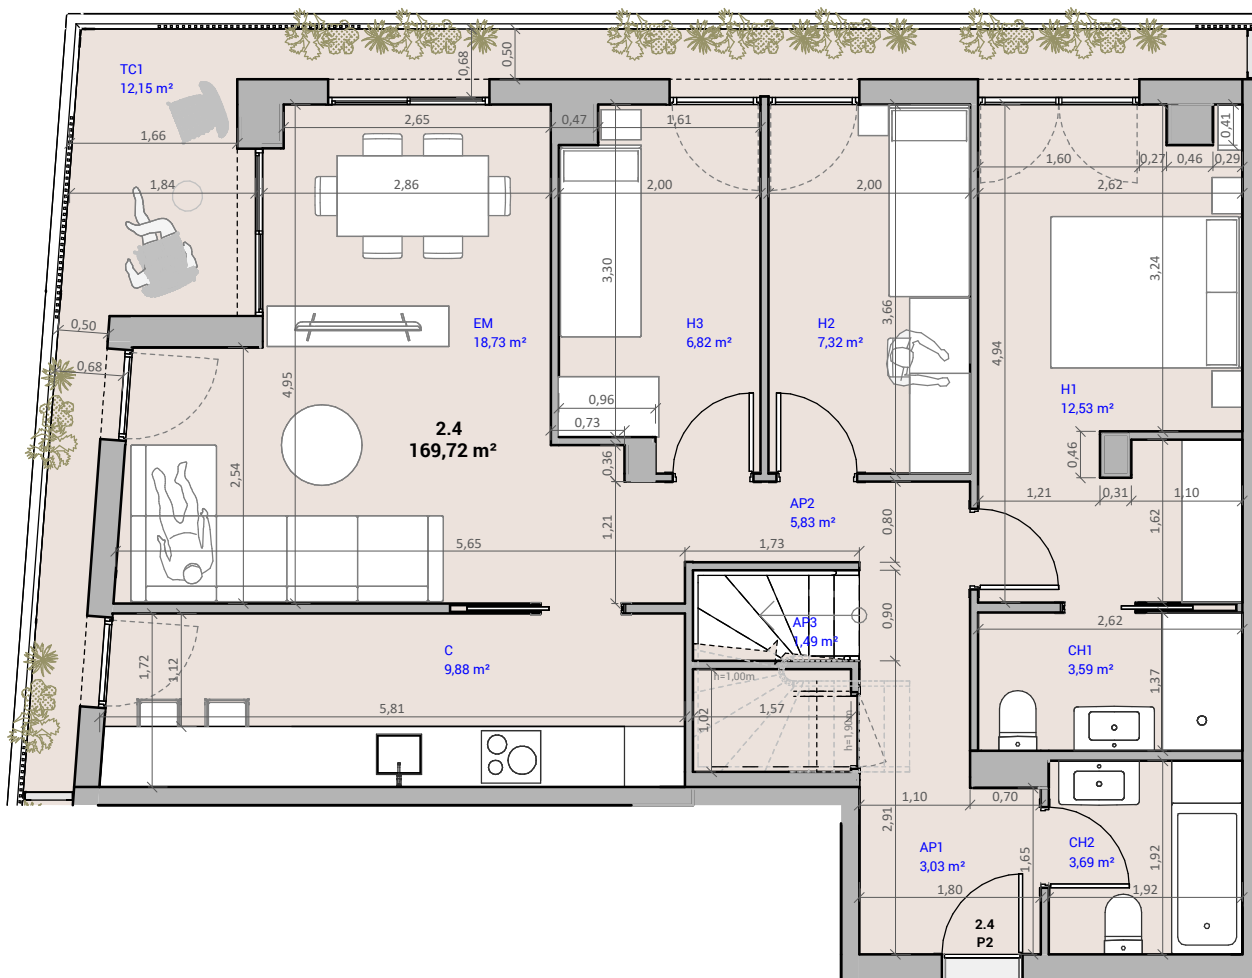 TC1
12,15 m²
0,68
0,50
1,66
2,65
0,47
1,61
1,60
0,27
0,46
0,29
0,41
1,84
2,86
2,00
2,00
2,62
3,30
3,24
3,66
0,50
EM
18,73 m²
H3
6,82 m²
H2
7,32 m²
0,68
4,95
4,94
H1
12,53 m²
0,96
0,73
2.4
169,72 m²
0,36
0,46
2,54
1,21
0,31
1,10
AP2
5,83 m²
1,21
0,80
1,62
5,65
1,73
0,90
AP3
1,49 m²
2,62
C
9,88 m²
CH1
3,59 m²
1,72
1,12
h=1,00m
1,37
5,81
1,02
1,57
h=1,90m
1,10
0,70
2,91
AP1
3,03 m²
1,65
CH2
3,69 m²
1,92
1,80
1,92
2.4
P2